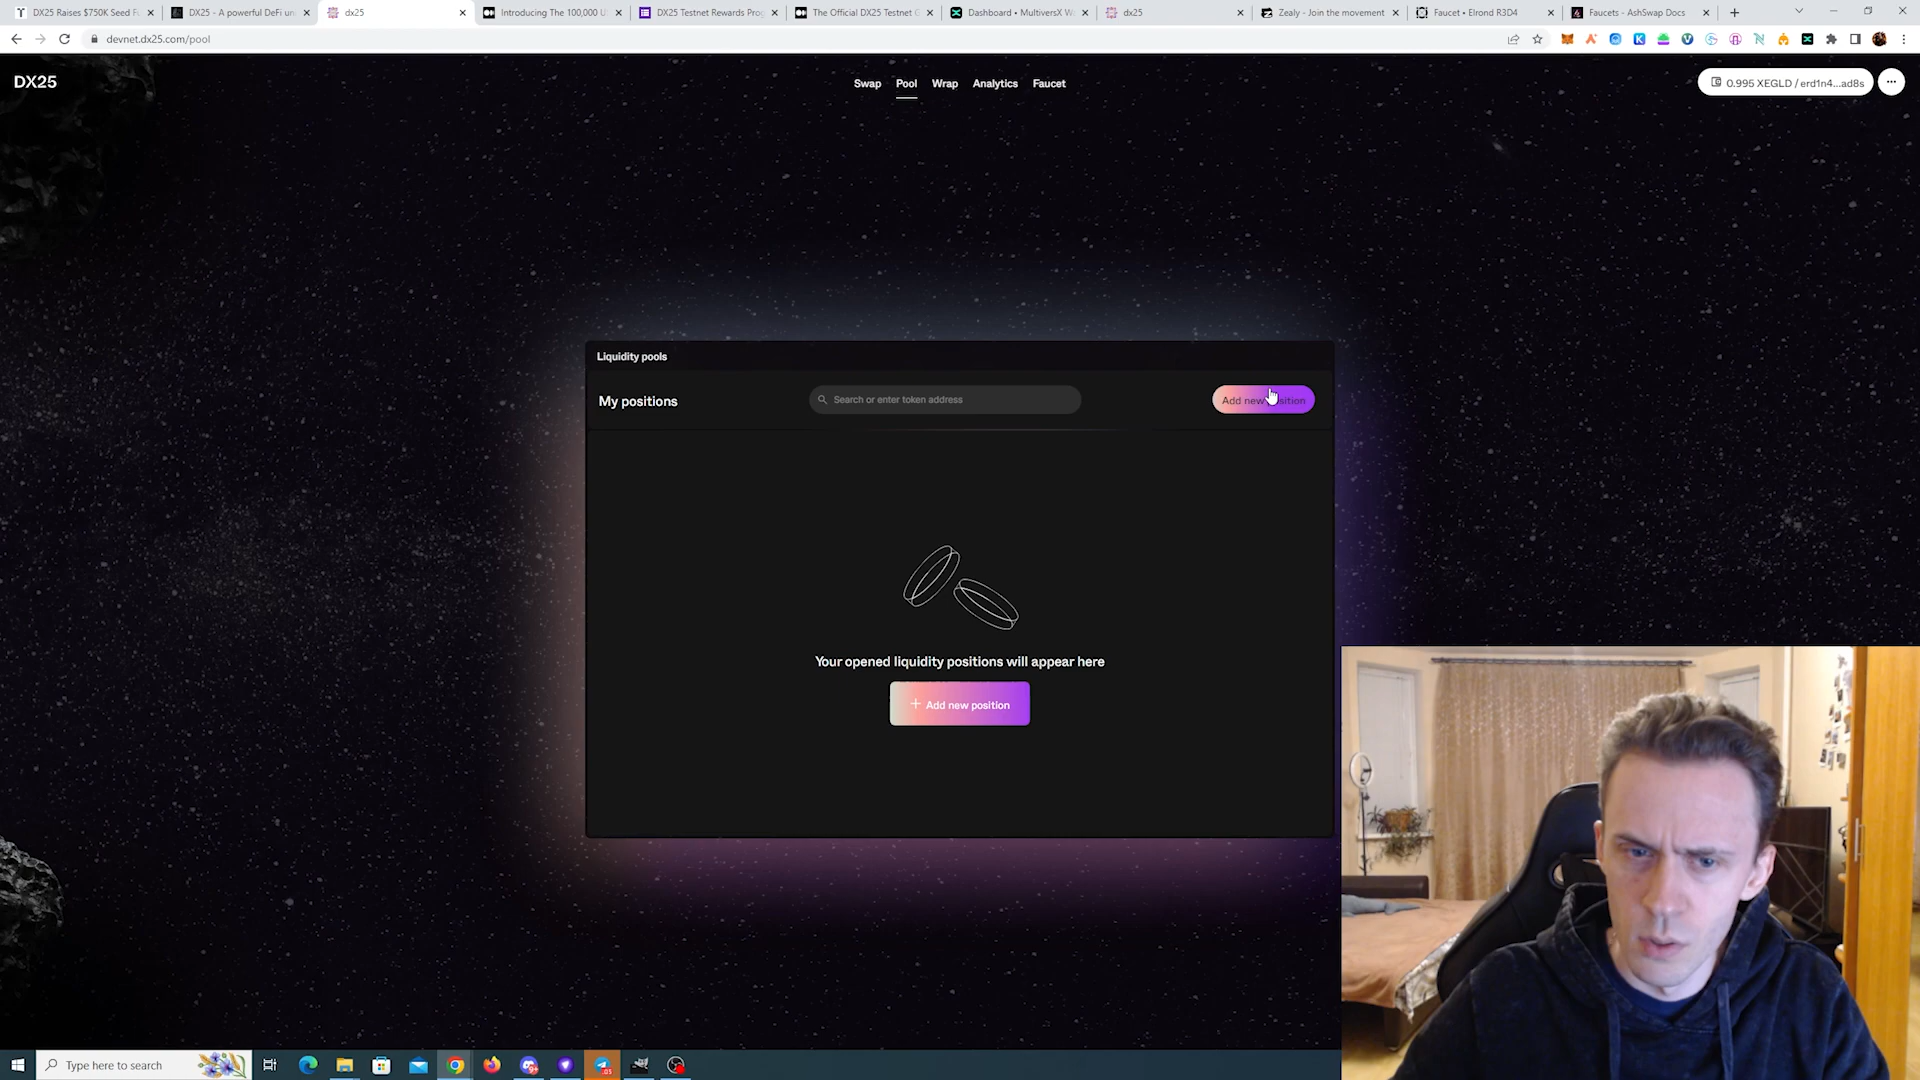 DX25 Raises $750K Seed Fu
DX25 - A powerful DeFi uni
dx25
Introducing The 100,000 U
DX25 Testnet Rewards Prog
The Official DX25 Testnet G
Dashboard • MultiversX Wa
dx25
Zealy - Join the movement
Faucet • Elrond R3D4
Faucets - AshSwap Docs
devnet.dx25.com/pool
DX25
Swap
Pool
Wrap
Analytics
Faucet
0.995 XEGLD / erd1n4...ad8s
Liquidity pools
My positions
Search or enter token address
Add new position
Your opened liquidity positions will appear here
+ Add new position
Type here to search